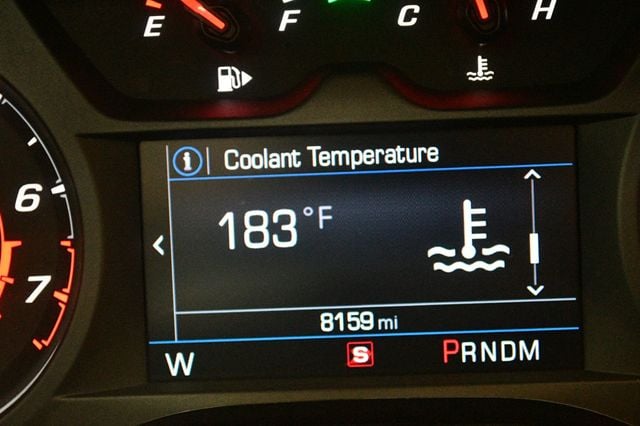 E F C H
i Coolant Temperature
6
183°F
7
8159 mi
W S PRNDM